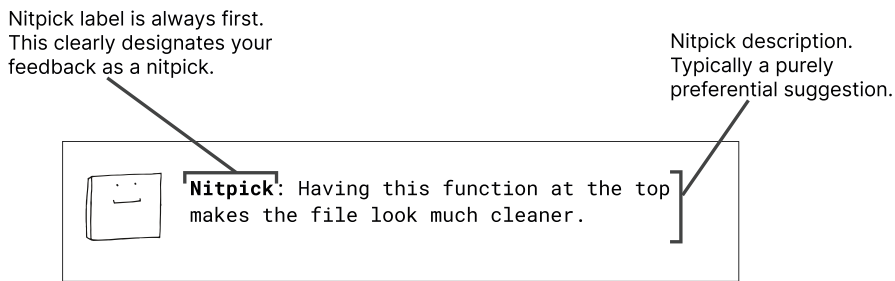 Nitpick label is always first.
This clearly designates your
feedback as a nitpick.
Nitpick description.
Typically a purely
preferential suggestion.
Nitpick: Having this function at the top
makes the file look much cleaner.